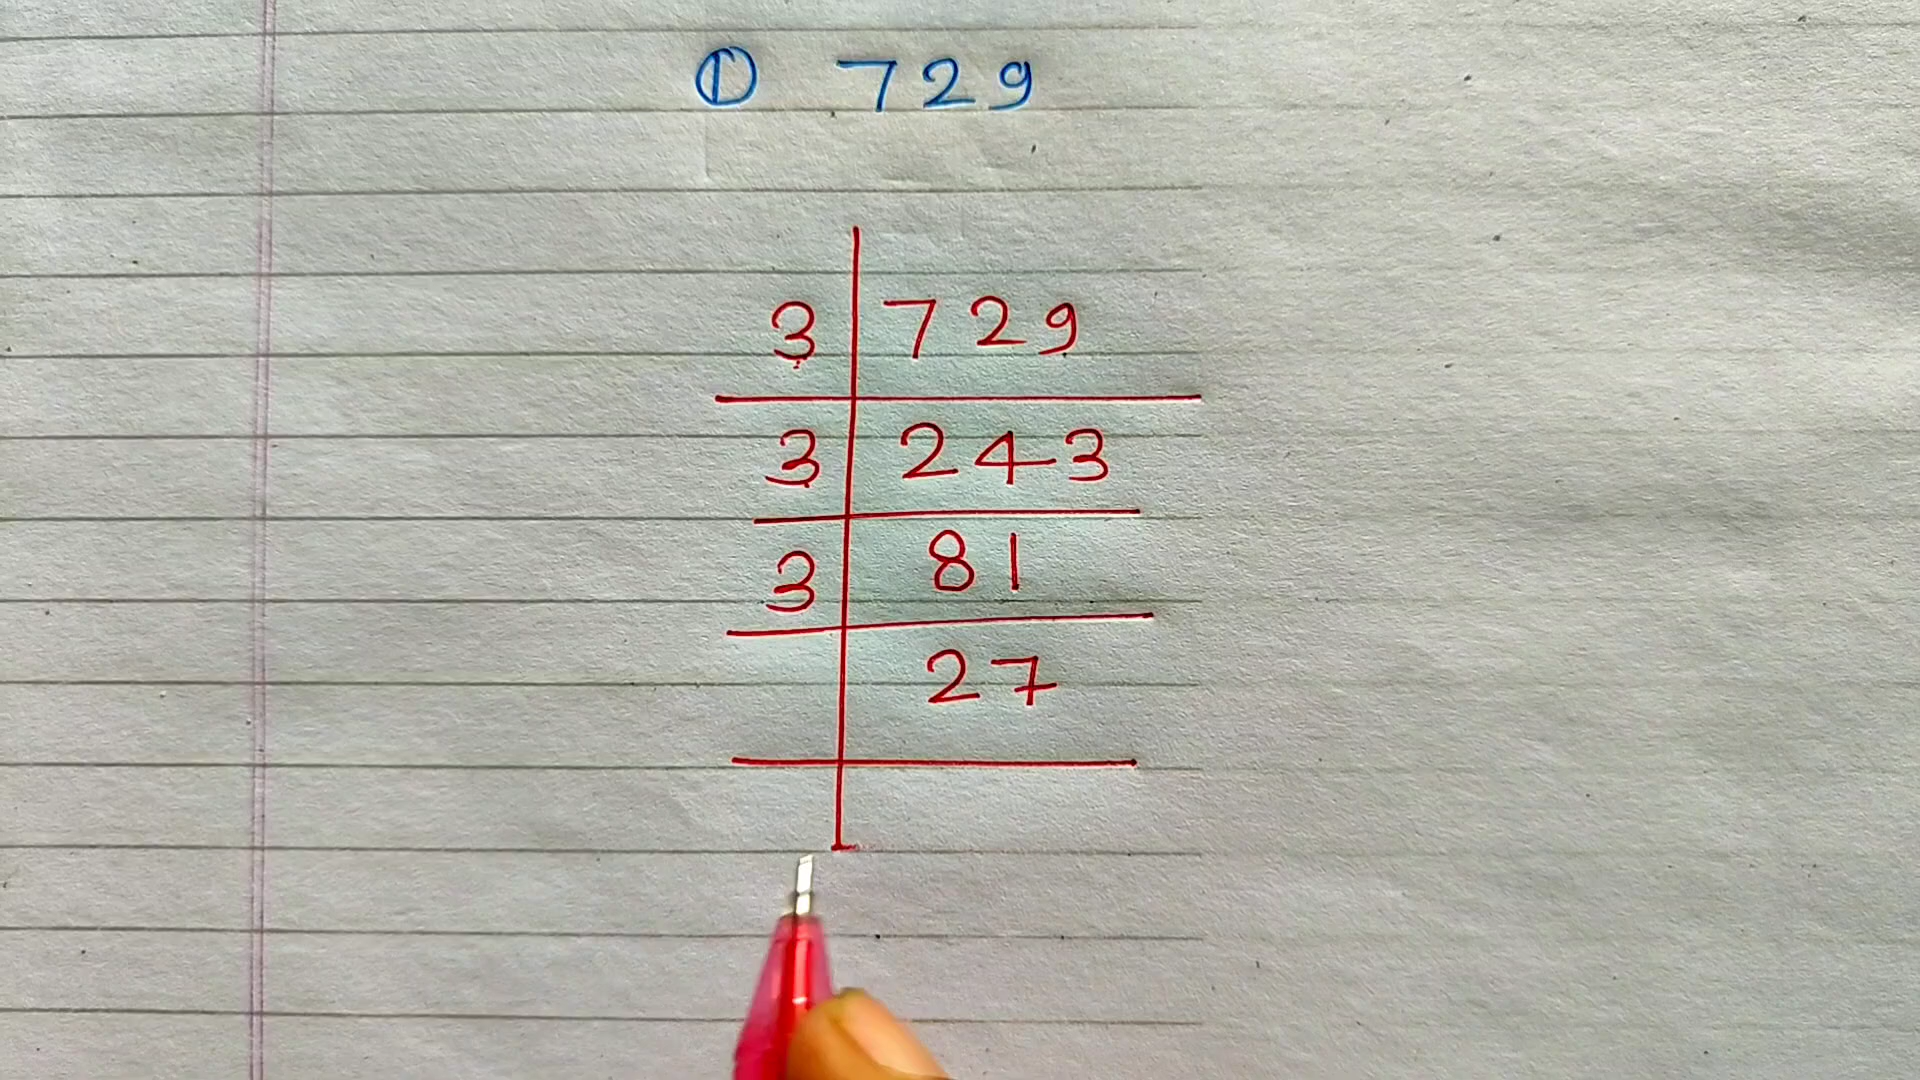 ① 729
3 | 729
3 | 243
3 | 81
27